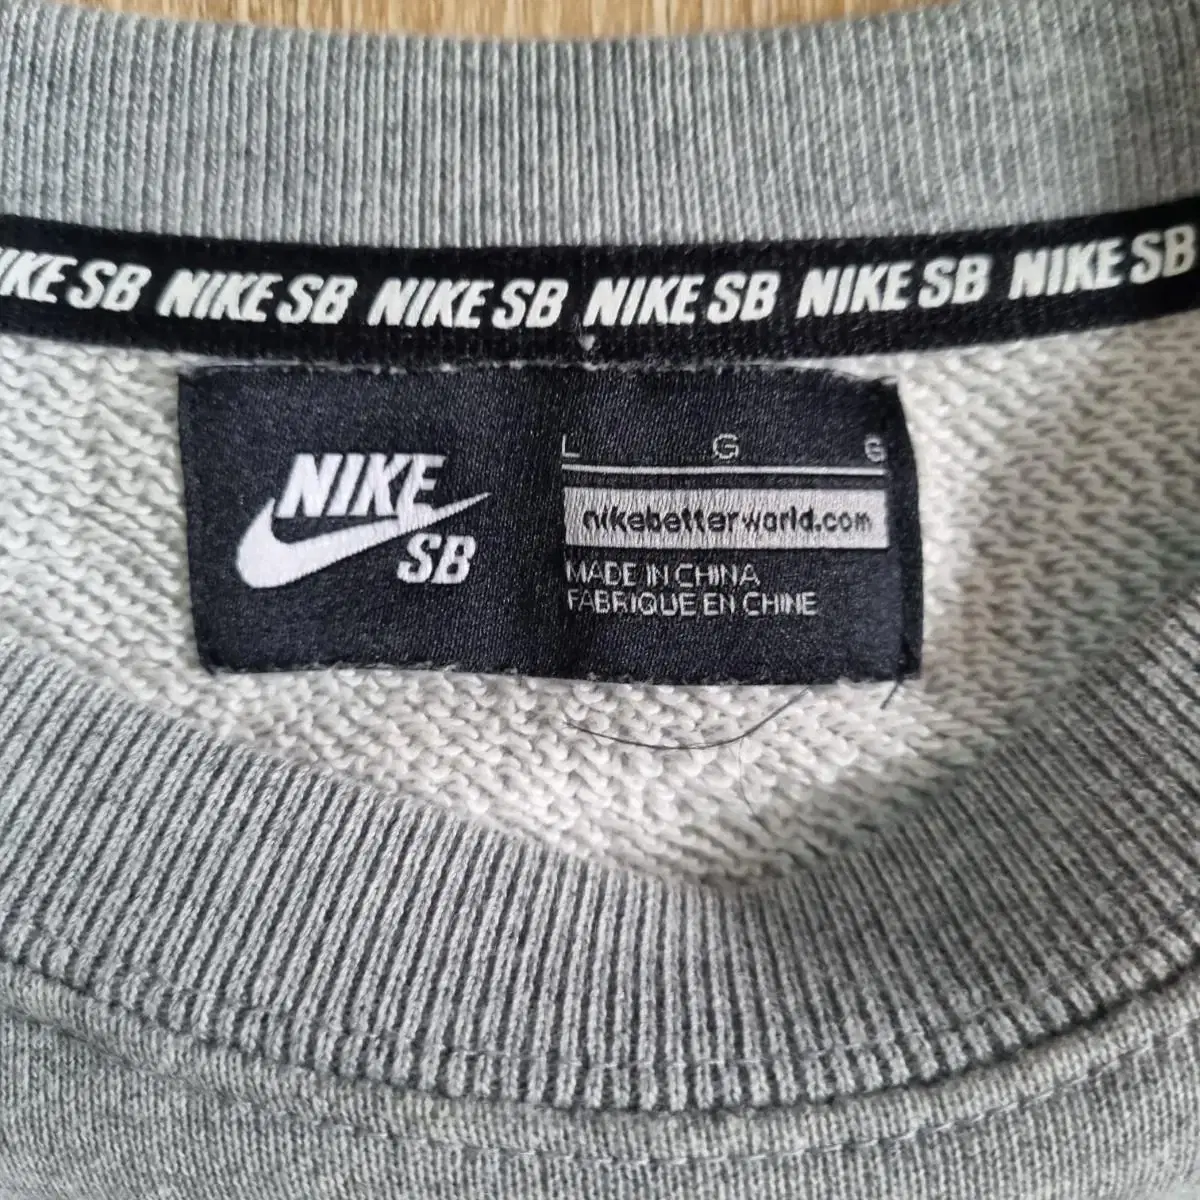 IKE SB NIKE SB NIKE SB NIKE SB NIKE SB NIKE SB
NIKE
SB
L G G
nikebetterworld.com
MADE IN CHINA
FABRIQUE EN CHINE